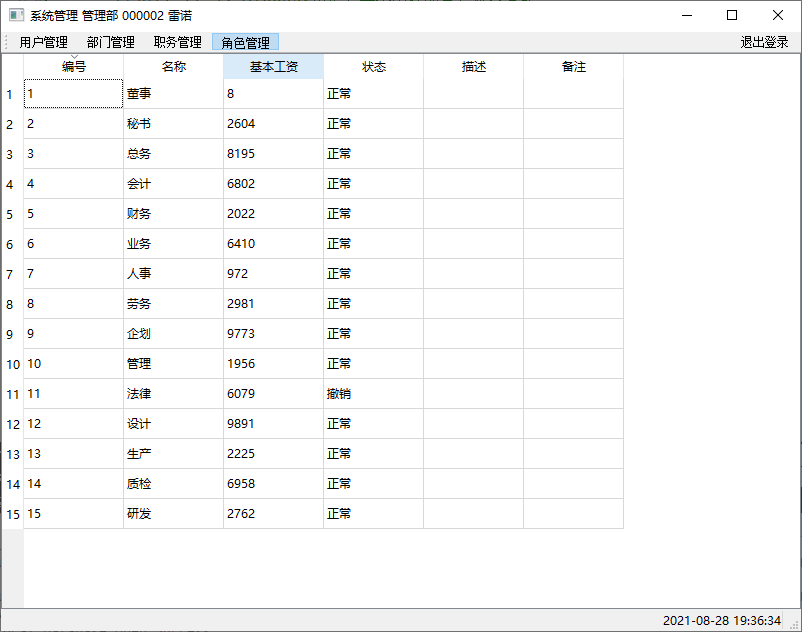 系统管理 管理部 000002 雷诺
用户管理 部门管理 职务管理 角色管理 退出登录
编号 名称 基本工资 状态 描述 备注
1 1 董事 8 正常
2 2 秘书 2604 正常
3 3 总务 8195 正常
4 4 会计 6802 正常
5 5 财务 2022 正常
6 6 业务 6410 正常
7 7 人事 972 正常
8 8 劳务 2981 正常
9 9 企划 9773 正常
10 10 管理 1956 正常
11 11 法律 6079 撤销
12 12 设计 9891 正常
13 13 生产 2225 正常
14 14 质检 6958 正常
15 15 研发 2762 正常
2021-08-28 19:36:34